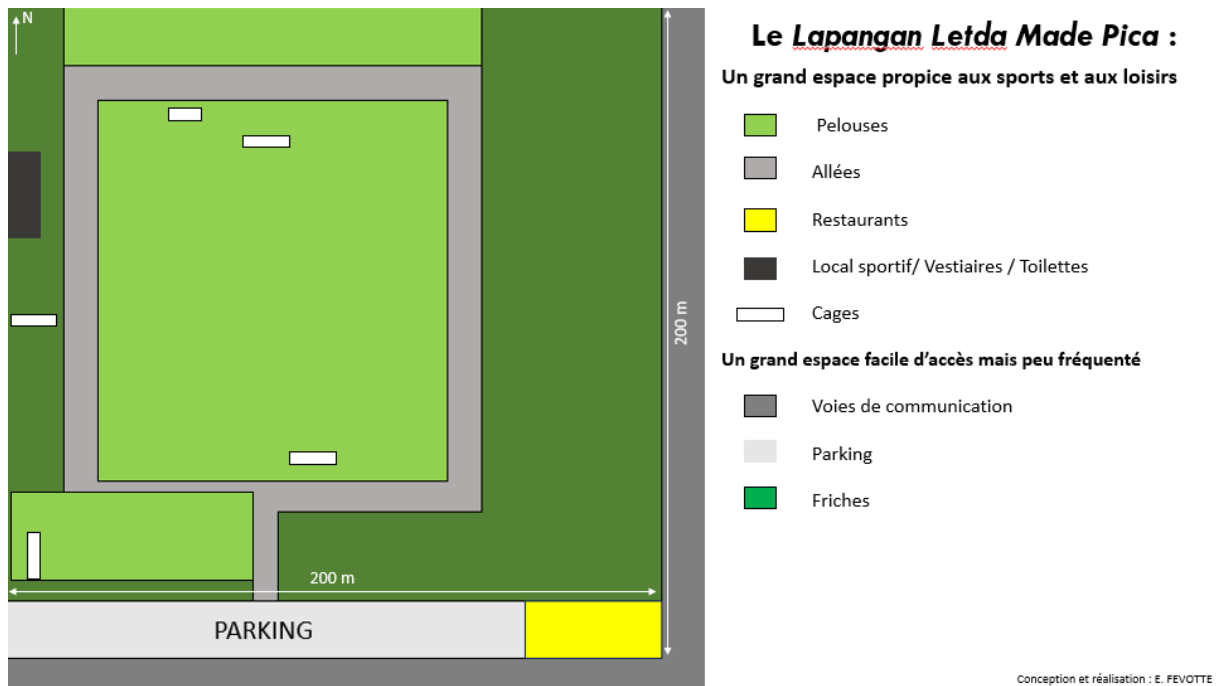 N
200 m
200 m
PARKING
Le Lapangan Letda Made Pica :
Un grand espace propice aux sports et aux loisirs
Pelouses
Allées
Restaurants
Local sportif/ Vestiaires / Toilettes
Cages
Un grand espace facile d’accès mais peu fréquenté
Voies de communication
Parking
Friches
Conception et réalisation : E. FEVOTTE